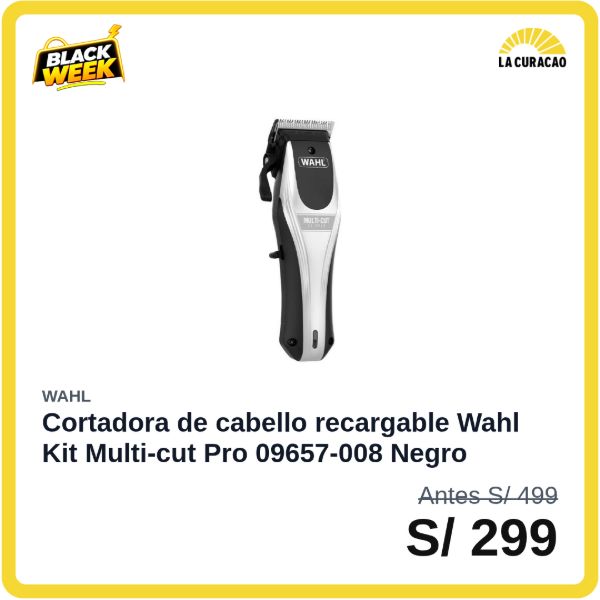 BLACK
WEEK
LA CURACAO
WAHL
MULTI-CUT
WAHL
Cortadora de cabello recargable Wahl
Kit Multi-cut Pro 09657-008 Negro
Antes S/ 499
S/ 299